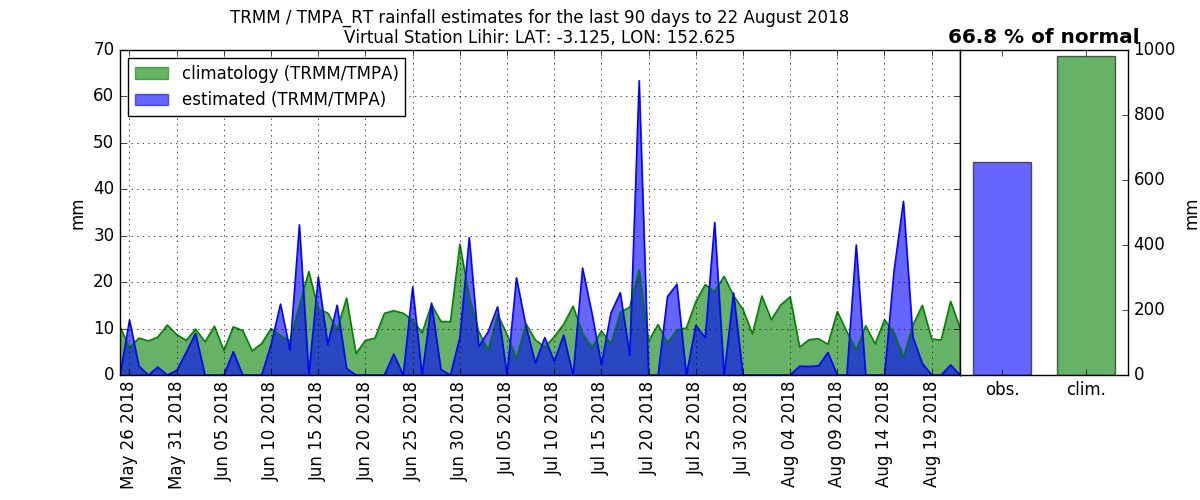 TRMM / TMPA_RT rainfall estimates for the last 90 days to 22 August 2018
Virtual Station Lihir: LAT: -3.125, LON: 152.625
66.8 % of normal
climatology (TRMM/TMPA)
estimated (TRMM/TMPA)
70
60
50
40
30
20
10
0
mm
May 26 2018
May 31 2018
Jun 05 2018
Jun 10 2018
Jun 15 2018
Jun 20 2018
Jun 25 2018
Jun 30 2018
Jul 05 2018
Jul 10 2018
Jul 15 2018
Jul 20 2018
Jul 25 2018
Jul 30 2018
Aug 04 2018
Aug 09 2018
Aug 14 2018
Aug 19 2018
obs.
clim.
1000
800
600
400
200
0
mm